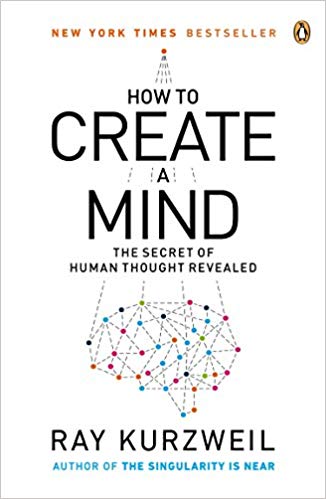 NEW YORK TIMES BESTSELLER
HOW TO
CREATE
A
MIND
THE SECRET OF
HUMAN THOUGHT REVEALED
RAY KURZWEIL
AUTHOR OF THE SINGULARITY IS NEAR